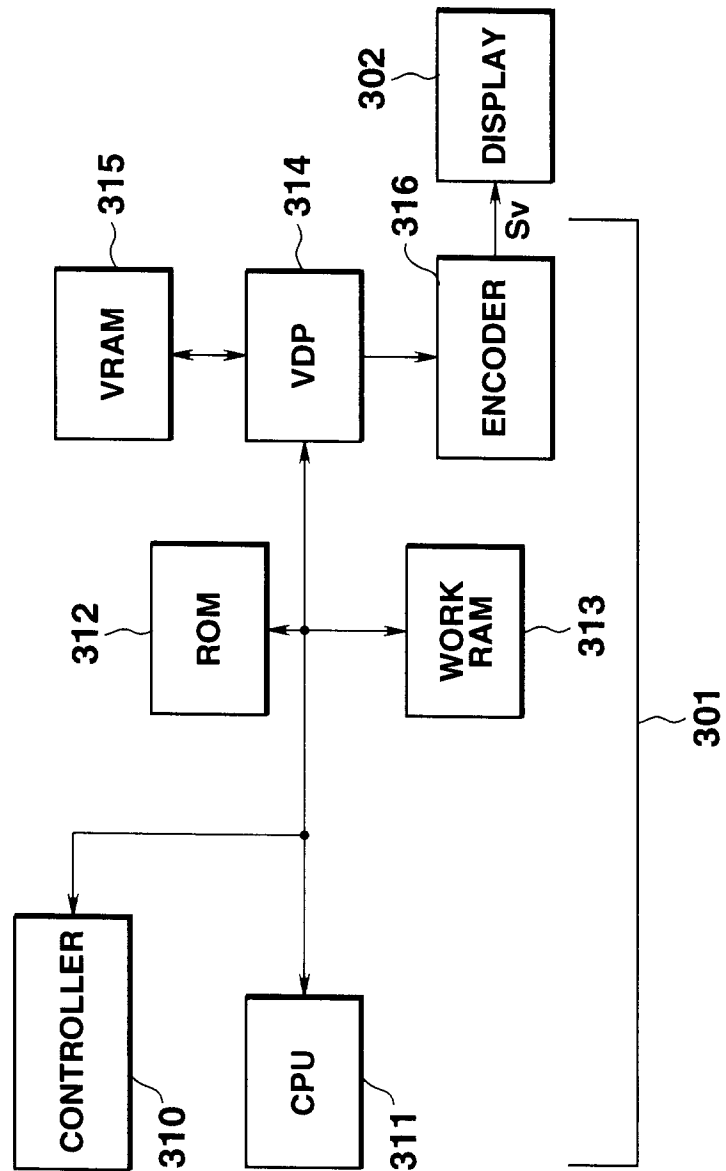 CONTROLLER
310
CPU
311
ROM
312
WORK
RAM
313
VRAM
315
VDP
314
ENCODER
316
Sv
DISPLAY
302
301